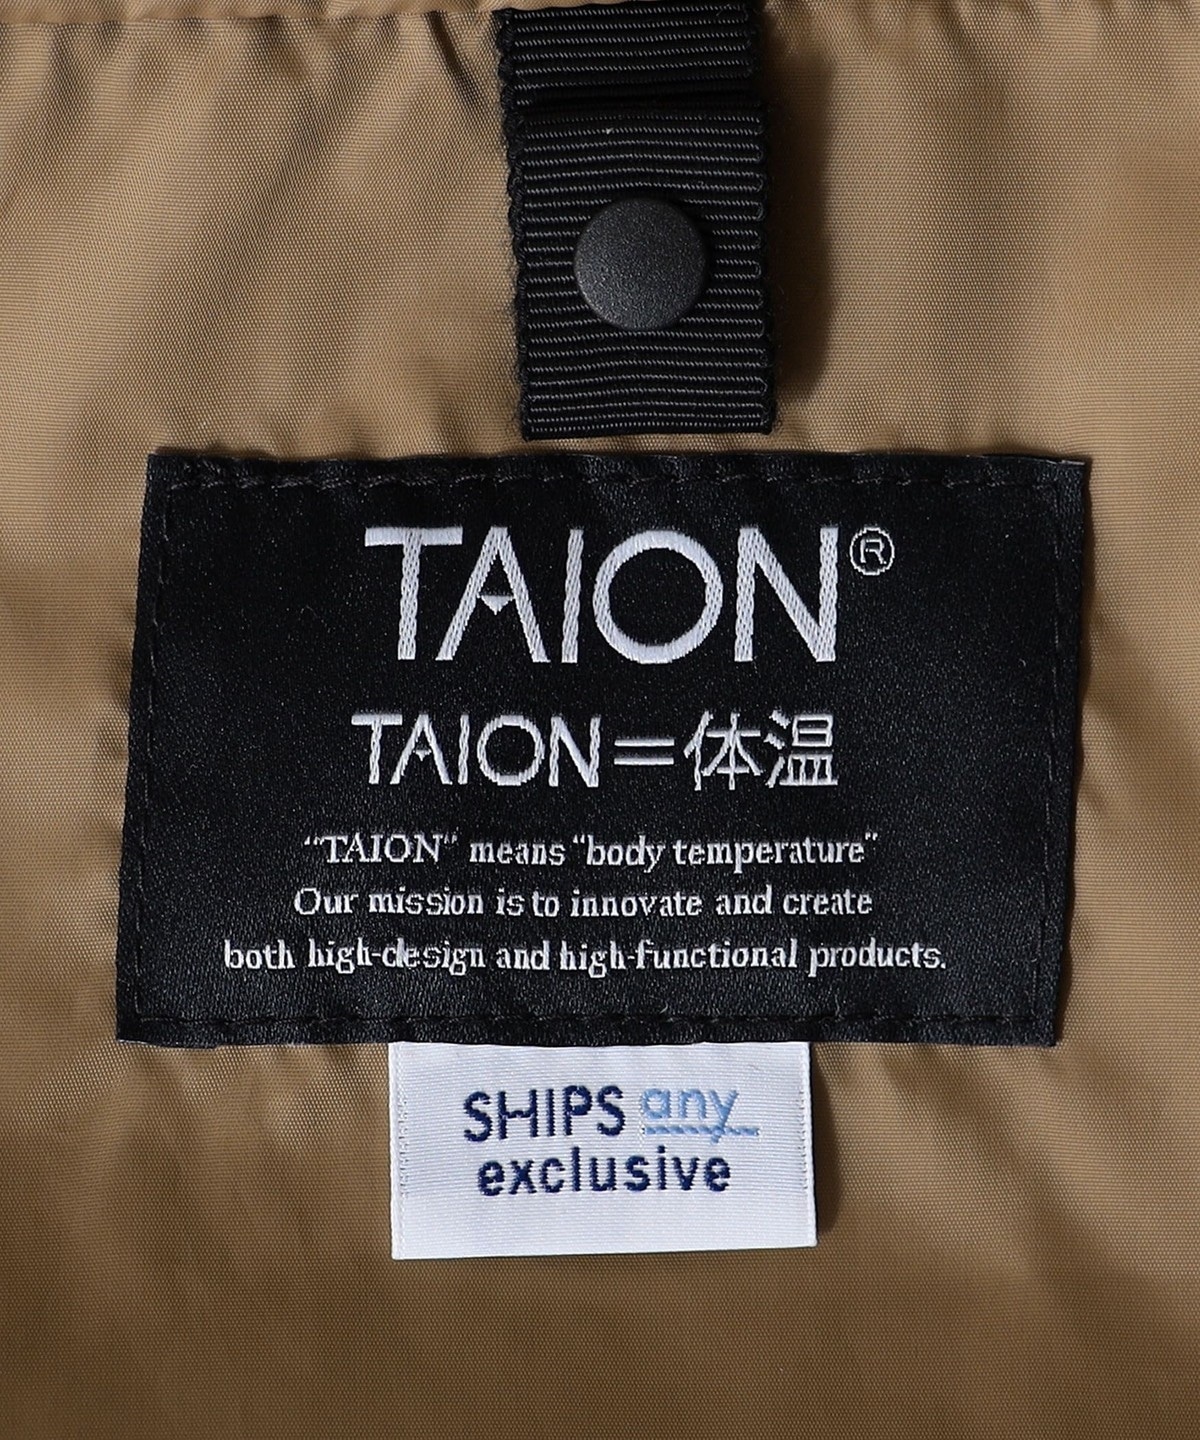 TAION®
TAION=体温
"TAION" means "body temperature"
Our mission is to innovate and create
both high-design and high-functional products.
SHIPS any
exclusive